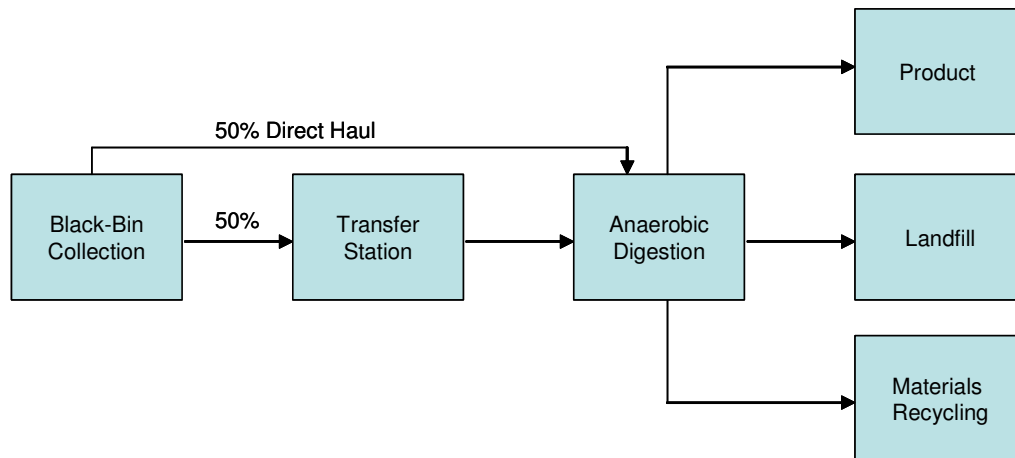 Product
50% Direct Haul
Black-Bin
Collection
50%
Transfer
Station
Anaerobic
Digestion
Landfill
Materials
Recycling